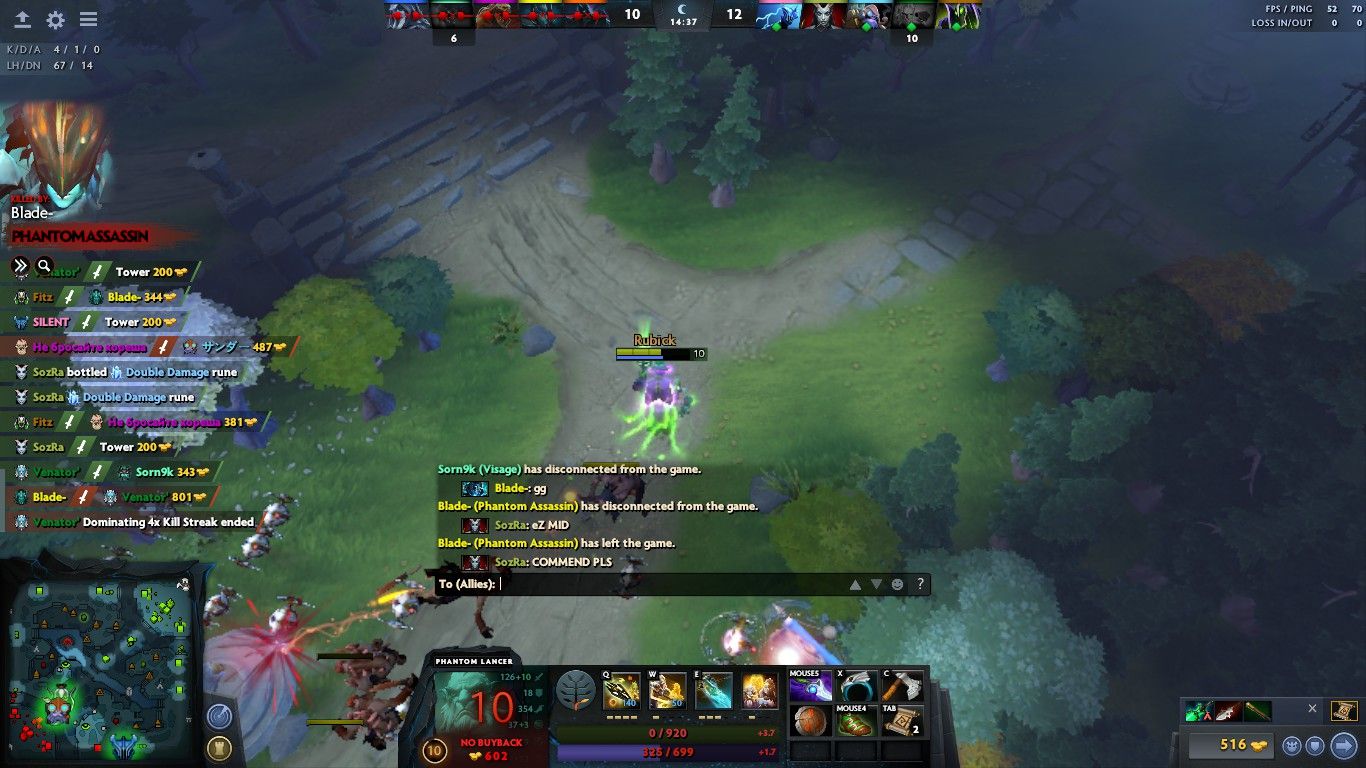 10 14:37 12
6 10
FPS / PING 52 70
LOSS IN/OUT 0 0
K/D/A 4 / 1 / 0
LH/DN 67 / 14
KILLED BY:
Blade-
PHANTOM ASSASSIN
Venator' Tower 200
Fitz Blade- 344
SILENT Tower 200
Не бросайте кореша サンダー 487
SozRa bottled Double Damage rune
SozRa Double Damage rune
Fitz Не бросайте кореша 381
SozRa Tower 200
Venator' Sorn9k 343
Blade- Venator' 801
Venator' Dominating 4x Kill Streak ended
Rubick
10
Sorn9k (Visage) has disconnected from the game.
Blade-: gg
Blade- (Phantom Assassin) has disconnected from the game.
SozRa: eZ MID
Blade- (Phantom Assassin) has left the game.
SozRa: COMMEND PLS
To (Allies): ?
PHANTOM LANCER
126+10
18
354
37+3
10
NO BUYBACK
602
10
Q W E
140 50
0 / 920 +3.7
325 / 699 +1.7
MOUSE5 X C
MOUSE4 TAB
2
516